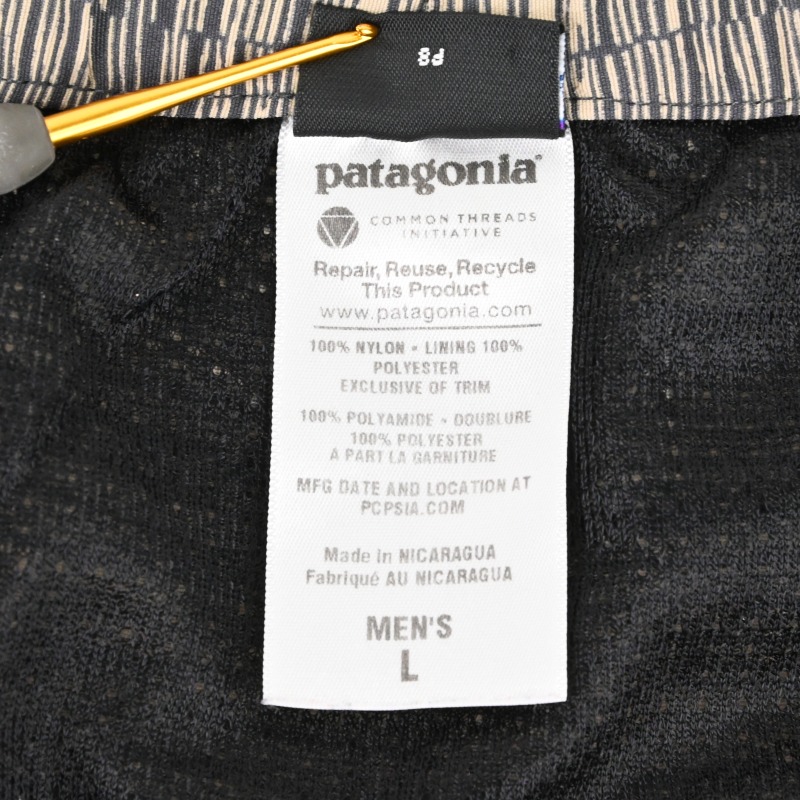 P8
patagonia®
COMMON THREADS
INITIATIVE
Repair, Reuse, Recycle
This Product
www.patagonia.com
100% NYLON • LINING 100%
POLYESTER
EXCLUSIVE OF TRIM
100% POLYAMIDE • DOUBLURE
100% POLYESTER
À PART LA GARNITURE
MFG DATE AND LOCATION AT
PCPSIA.COM
Made in NICARAGUA
Fabriqué AU NICARAGUA
MEN'S
L